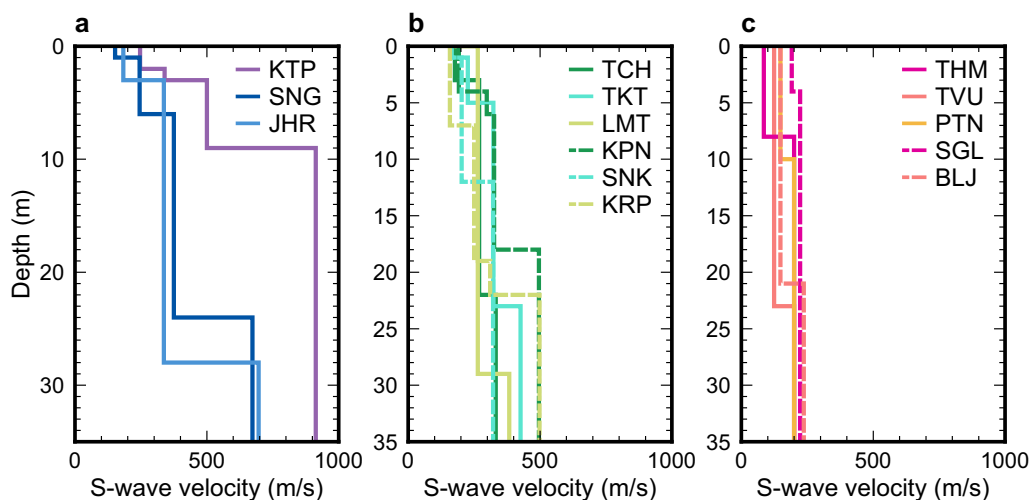 a
Depth (m)
0
5
10
15
20
25
30
35
KTP
SNG
JHR
0
500
1000
S-wave velocity (m/s)
b
0
5
10
15
20
25
30
35
TCH
TKT
LMT
KPN
SNK
KRP
0
500
1000
S-wave velocity (m/s)
c
0
5
10
15
20
25
30
35
THM
TVU
PTN
SGL
BLJ
0
500
1000
S-wave velocity (m/s)